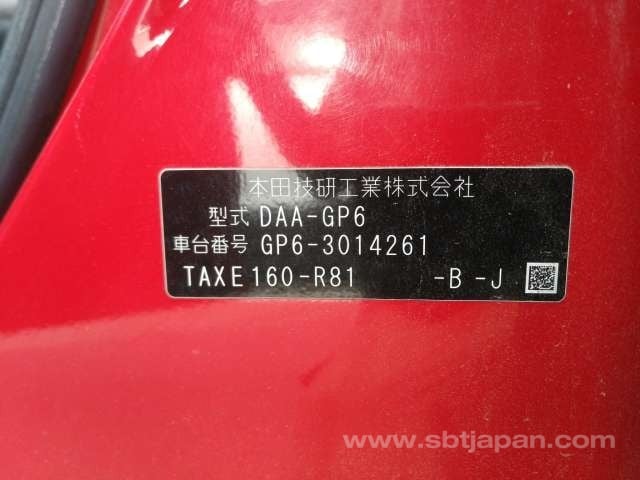 本田技研工業株式会社
型式 DAA-GP6
車台番号 GP6-3014261
TAXE160-R81 -B -J
www.sbtjapan.com